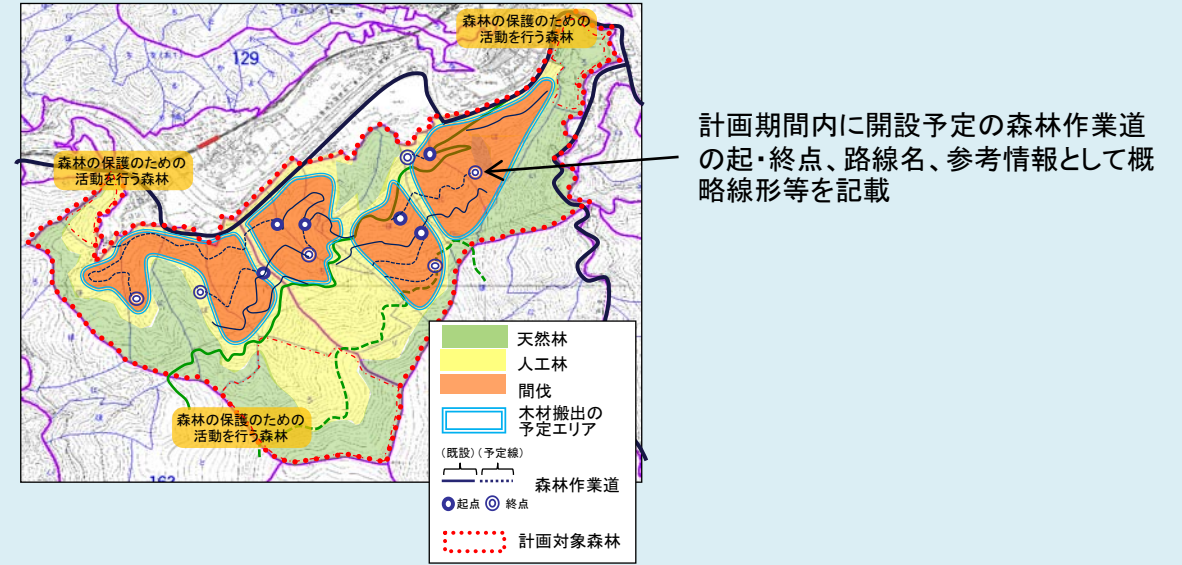 森林の保護のための
活動を行う森林
129
森林の保護のための
活動を行う森林
計画期間内に開設予定の森林作業道
の起・終点、路線名、参考情報として概
略線形等を記載
森林の保護のための
活動を行う森林
162
天然林
人工林
間伐
木材搬出の
予定エリア
(既設)(予定線)
森林作業道
起点 終点
計画対象森林